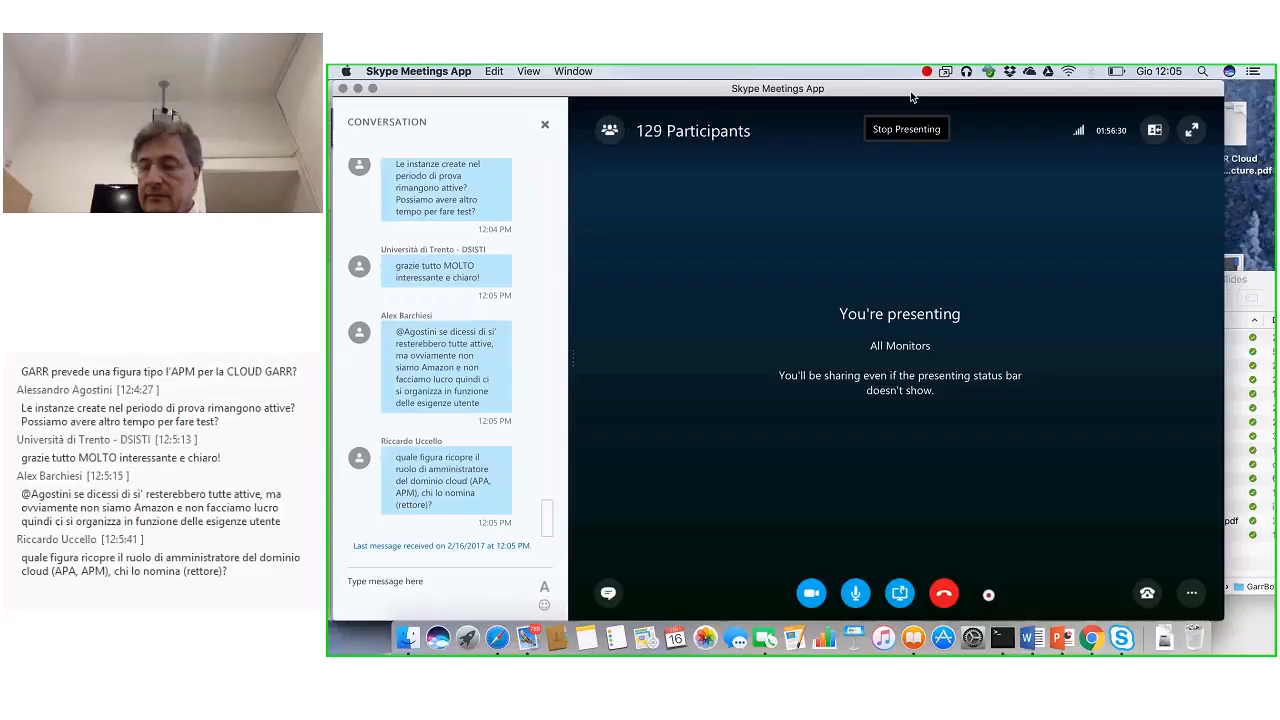 Skype Meetings App Edit View Window
Gio 12:05
Skype Meetings App
CONVERSATION
Le instanze create nel
periodo di prova
rimangono attive?
Possiamo avere altro
tempo per fare test?
12:04 PM
Università di Trento - DSISTI
grazie tutto MOLTO
interessante e chiaro!
12:05 PM
Alex Barchiesi
@Agostini se dicessi di si'
resterebbero tutte attive,
ma ovviamente non
siamo Amazon e non
facciamo lucro quindi ci
si organizza in funzione
delle esigenze utente
12:05 PM
Riccardo Uccello
quale figura ricopre il
ruolo di amministratore
del dominio cloud (APA,
APM), chi lo nomina
(rettore)?
12:05 PM
Last message received on 2/16/2017 at 12:05 PM.
Type message here
A
129 Participants
Stop Presenting
01:56:30
You're presenting
All Monitors
You'll be sharing even if the presenting status bar
doesn't show.
R Cloud
...cture.pdf
lides
pdf
GarrBo
GARR prevede una figura tipo l'APM per la CLOUD GARR?
Alessandro Agostini [12:4:27]
Le instanze create nel periodo di prova rimangono attive?
Possiamo avere altro tempo per fare test?
Università di Trento - DSISTI [12:5:13]
grazie tutto MOLTO interessante e chiaro!
Alex Barchiesi [12:5:15]
@Agostini se dicessi di si' resterebbero tutte attive, ma
ovviamente non siamo Amazon e non facciamo lucro
quindi ci si organizza in funzione delle esigenze utente
Riccardo Uccello [12:5:41]
quale figura ricopre il ruolo di amministratore del dominio
cloud (APA, APM), chi lo nomina (rettore)?